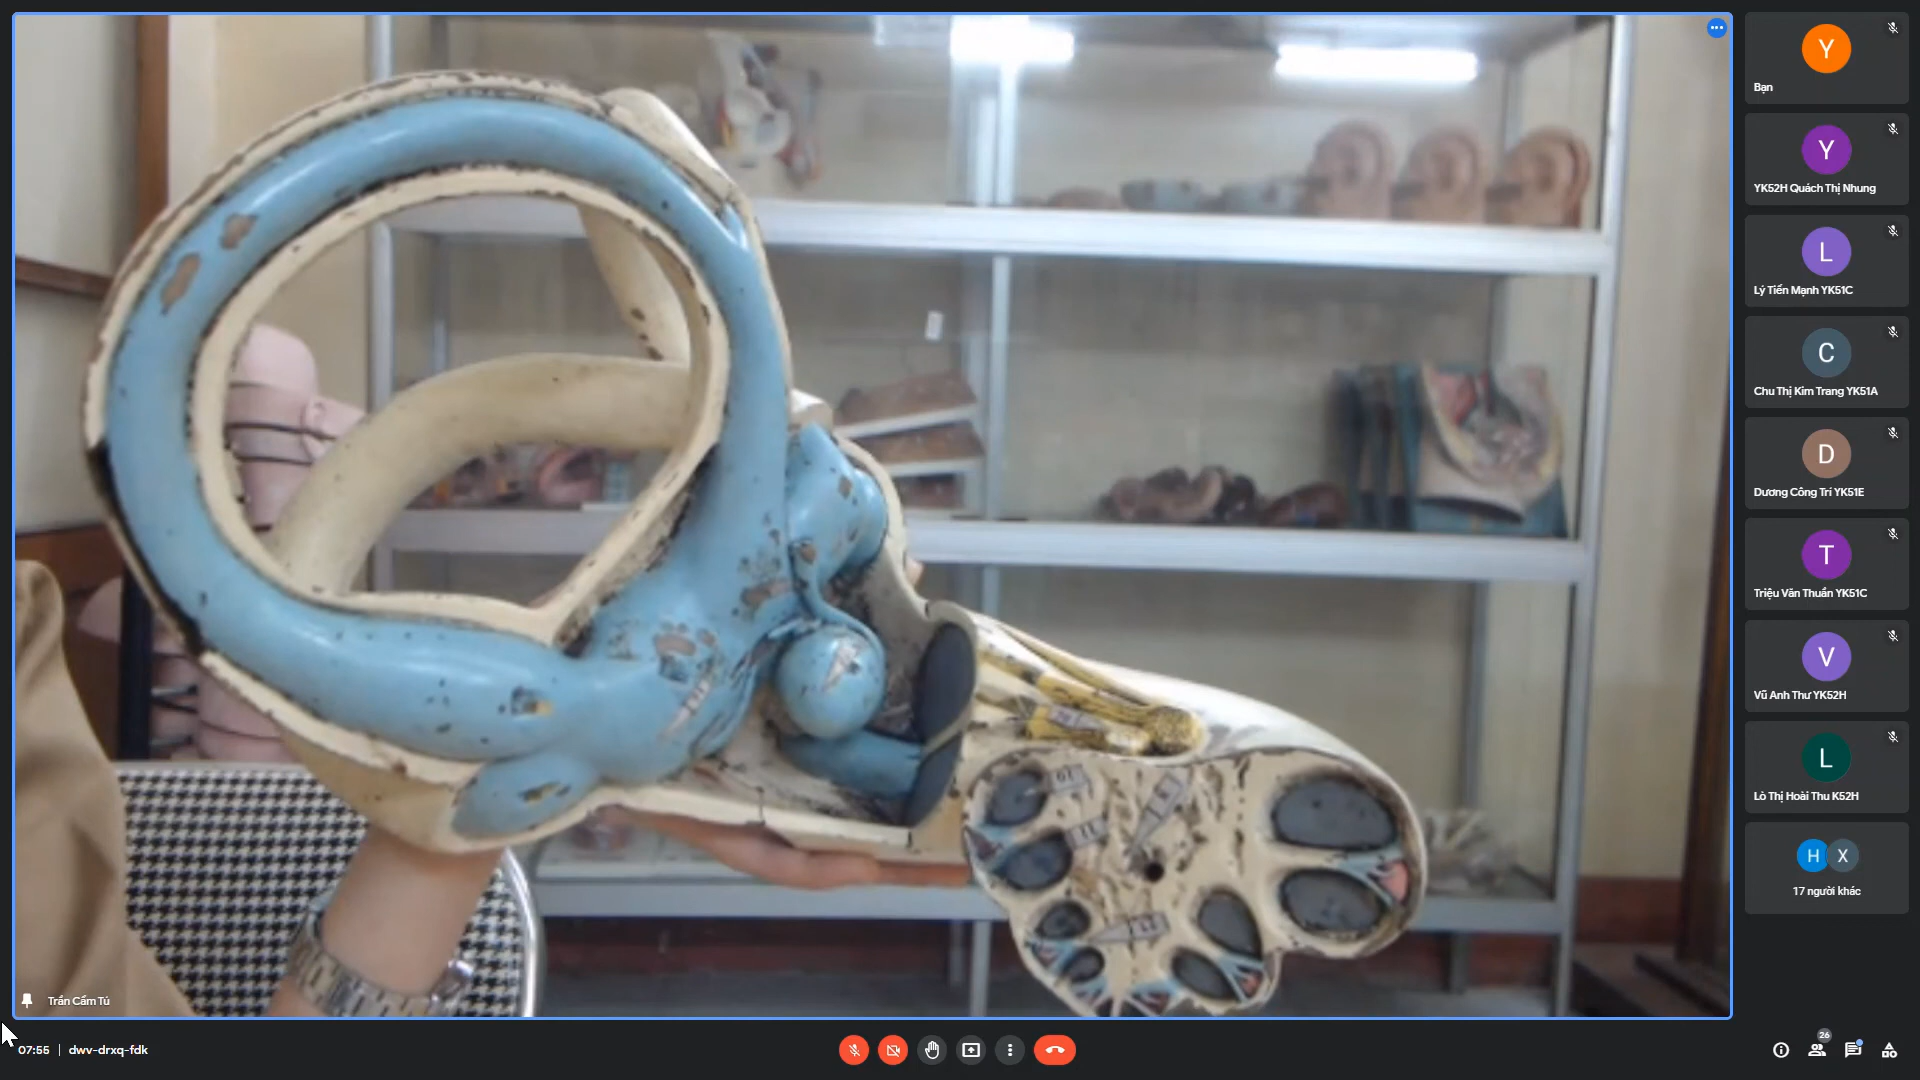 Y
Bạn
Y
YK52H Quách Thị Nhung
L
Lý Tiến Mạnh YK51C
C
Chu Thị Kim Trang YK51A
D
Dương Công Trí YK51E
T
Triệu Văn Thuần YK51C
V
Vũ Anh Thư YK52H
L
Lò Thị Hoài Thu K52H
H X
17 người khác
10
11
Trần Cẩm Tú
07:55 | dwv-drxq-fdk
26